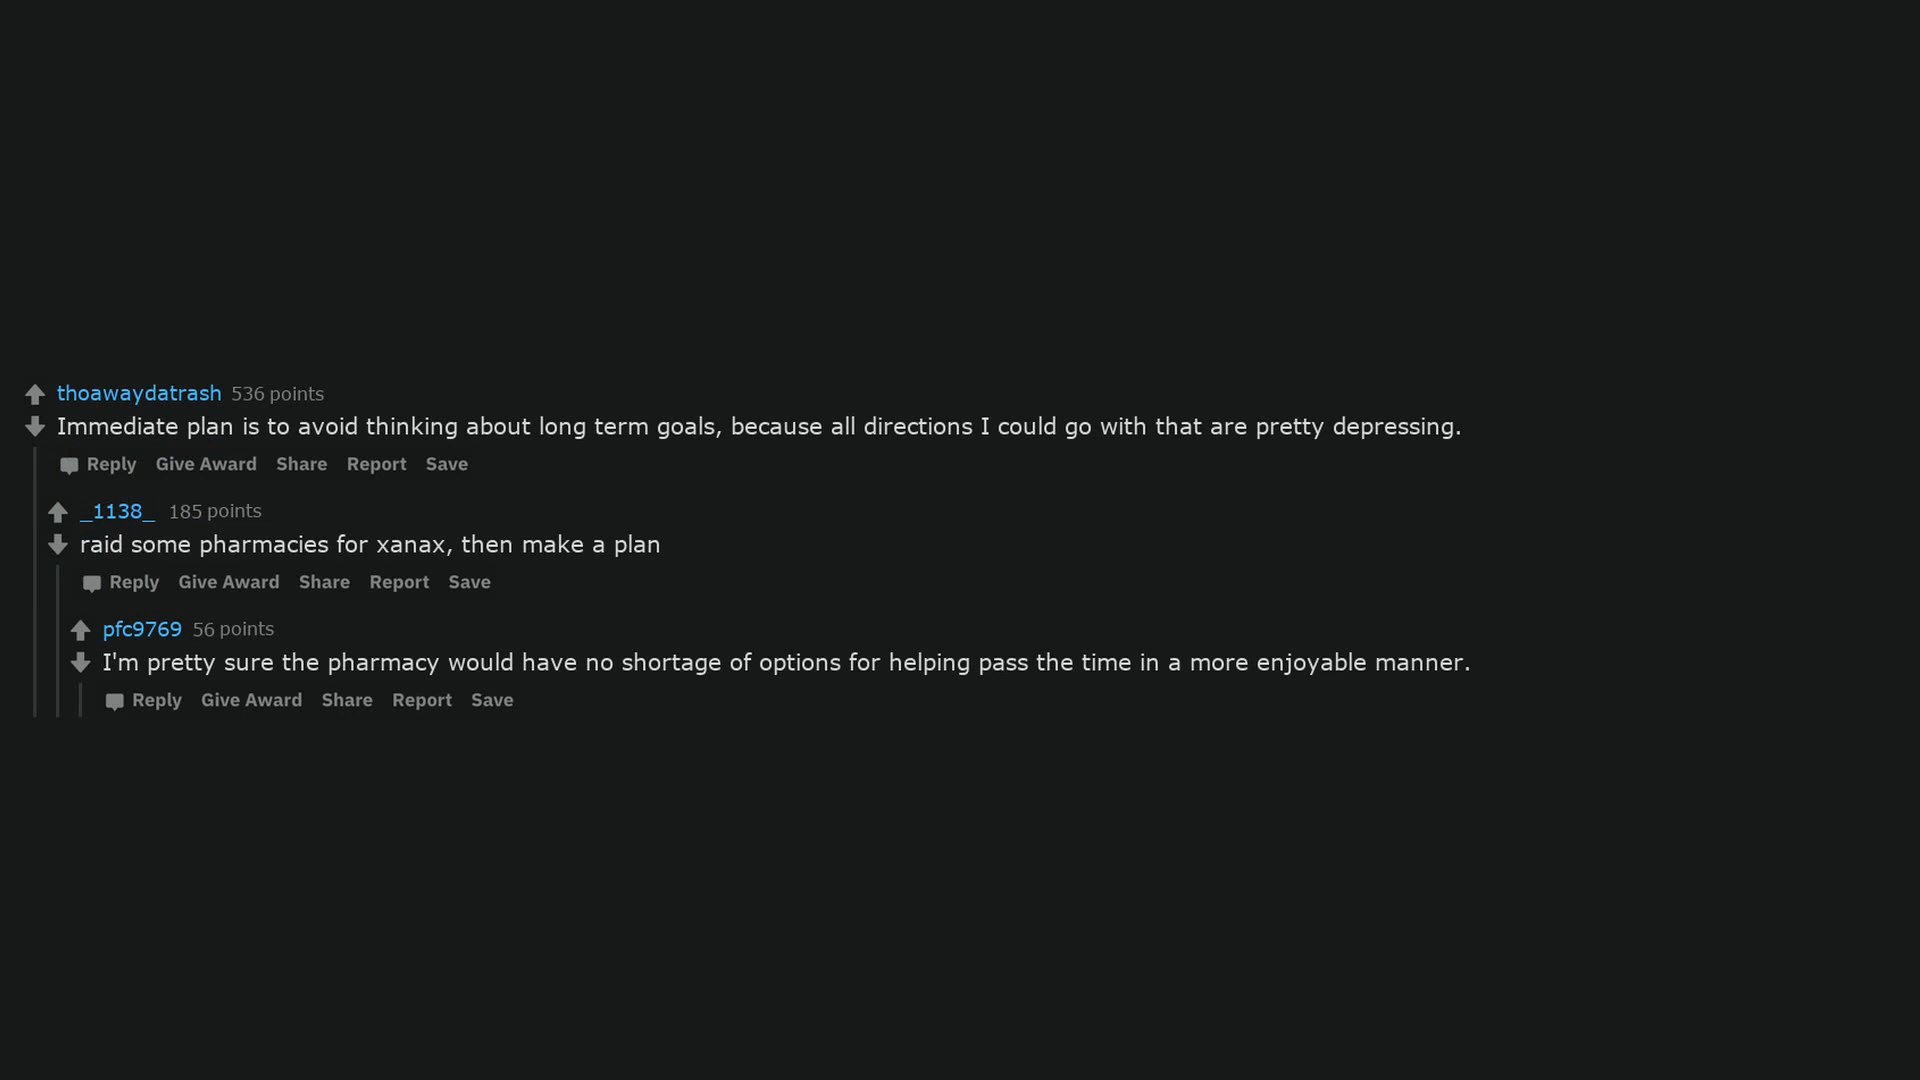 thoawaydatrash 536 points
Immediate plan is to avoid thinking about long term goals, because all directions I could go with that are pretty depressing.
Reply Give Award Share Report Save
_1138_ 185 points
raid some pharmacies for xanax, then make a plan
Reply Give Award Share Report Save
pfc9769 56 points
I'm pretty sure the pharmacy would have no shortage of options for helping pass the time in a more enjoyable manner.
Reply Give Award Share Report Save